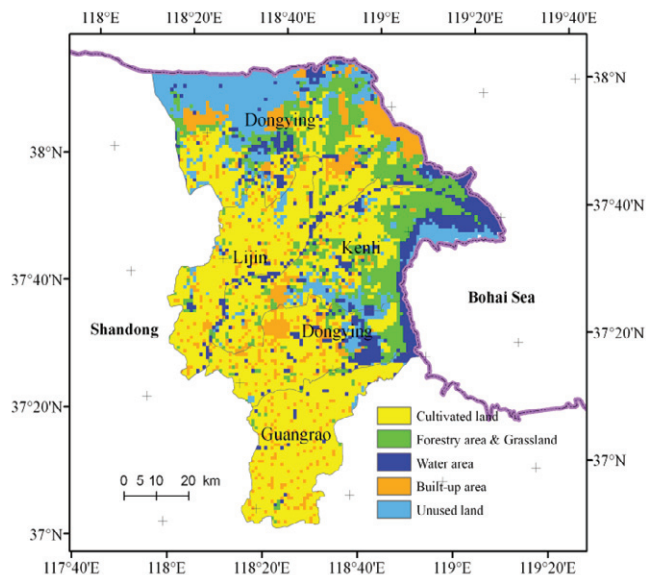 118°E 118°20'E 118°40'E 119°E 119°20'E 119°40'E
38°N
Dongying
38°N
37°40'N
Lijin
Kenli
37°40'N
Bohai Sea
Shandong
Dongying
37°20'N
37°20'N
Cultivated land
Guangrao
Forestry area & Grassland
Water area
37°N
0 5 10 20 km
Built-up area
Unused land
37°N
117°40'E 118°E 118°20'E 118°40'E 119°E 119°20'E